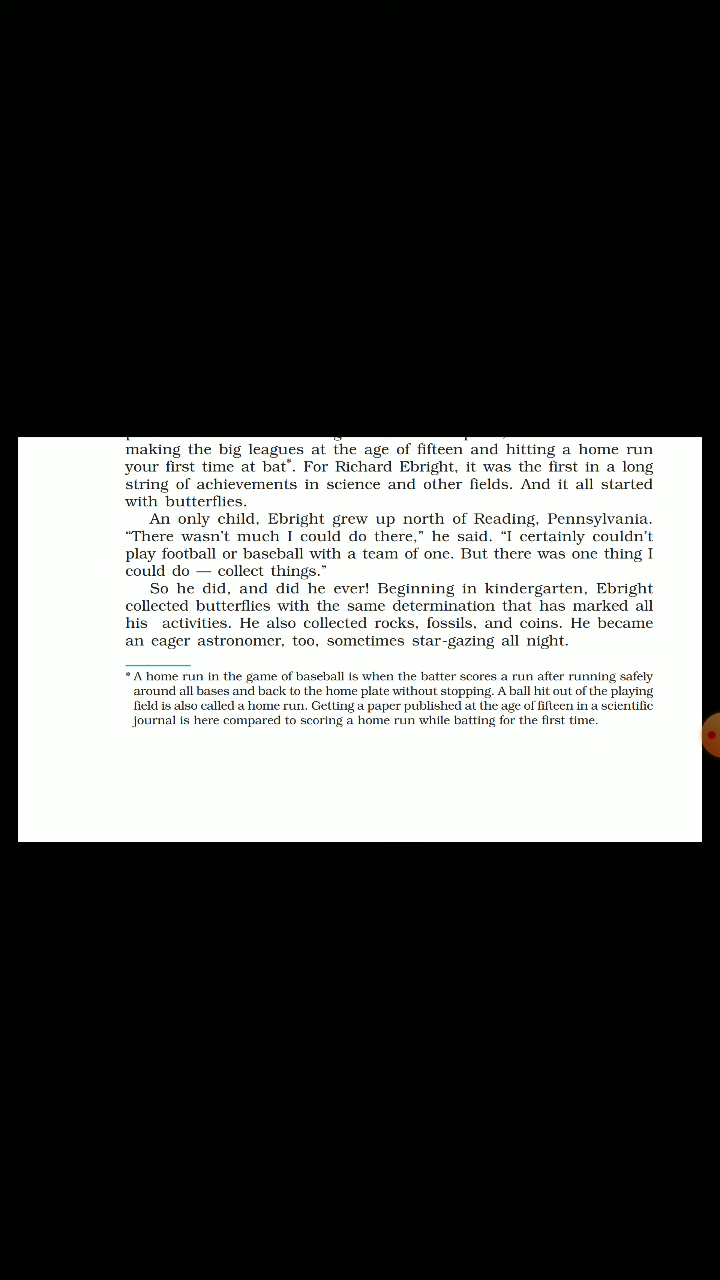 making the big leagues at the age of fifteen and hitting a home run
your first time at bat*. For Richard Ebright, it was the first in a long
string of achievements in science and other fields. And it all started
with butterflies.
An only child, Ebright grew up north of Reading, Pennsylvania.
“There wasn’t much I could do there,” he said. “I certainly couldn’t
play football or baseball with a team of one. But there was one thing I
could do — collect things.”
So he did, and did he ever! Beginning in kindergarten, Ebright
collected butterflies with the same determination that has marked all
his activities. He also collected rocks, fossils, and coins. He became
an eager astronomer, too, sometimes star-gazing all night.
* A home run in the game of baseball is when the batter scores a run after running safely
around all bases and back to the home plate without stopping. A ball hit out of the playing
field is also called a home run. Getting a paper published at the age of fifteen in a scientific
journal is here compared to scoring a home run while batting for the first time.